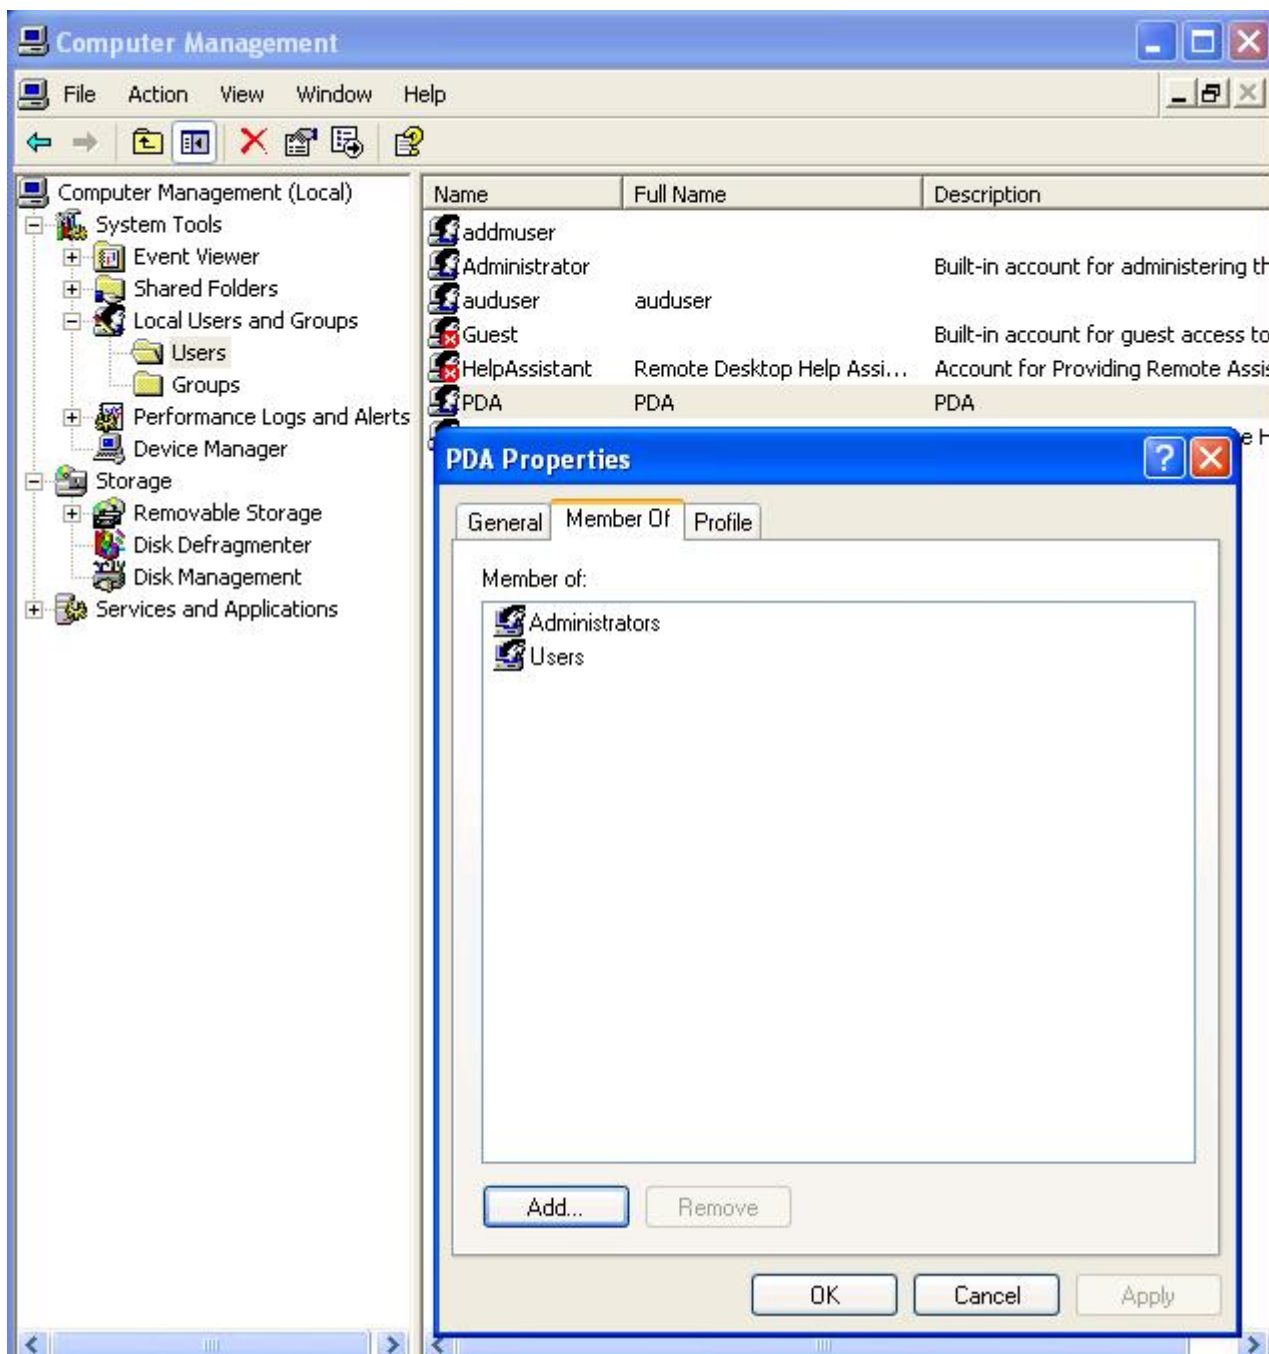 Computer Management
File Action View Window Help
Computer Management (Local)
System Tools
Event Viewer
Shared Folders
Local Users and Groups
Users
Groups
Performance Logs and Alerts
Device Manager
Storage
Removable Storage
Disk Defragmenter
Disk Management
Services and Applications
Name Full Name Description
addmuser
Administrator Built-in account for administering th
auduser auduser
Guest Built-in account for guest access to
HelpAssistant Remote Desktop Help Assi... Account for Providing Remote Assis
PDA PDA PDA
e H
PDA Properties
General Member Of Profile
Member of:
Administrators
Users
Add... Remove
OK Cancel Apply